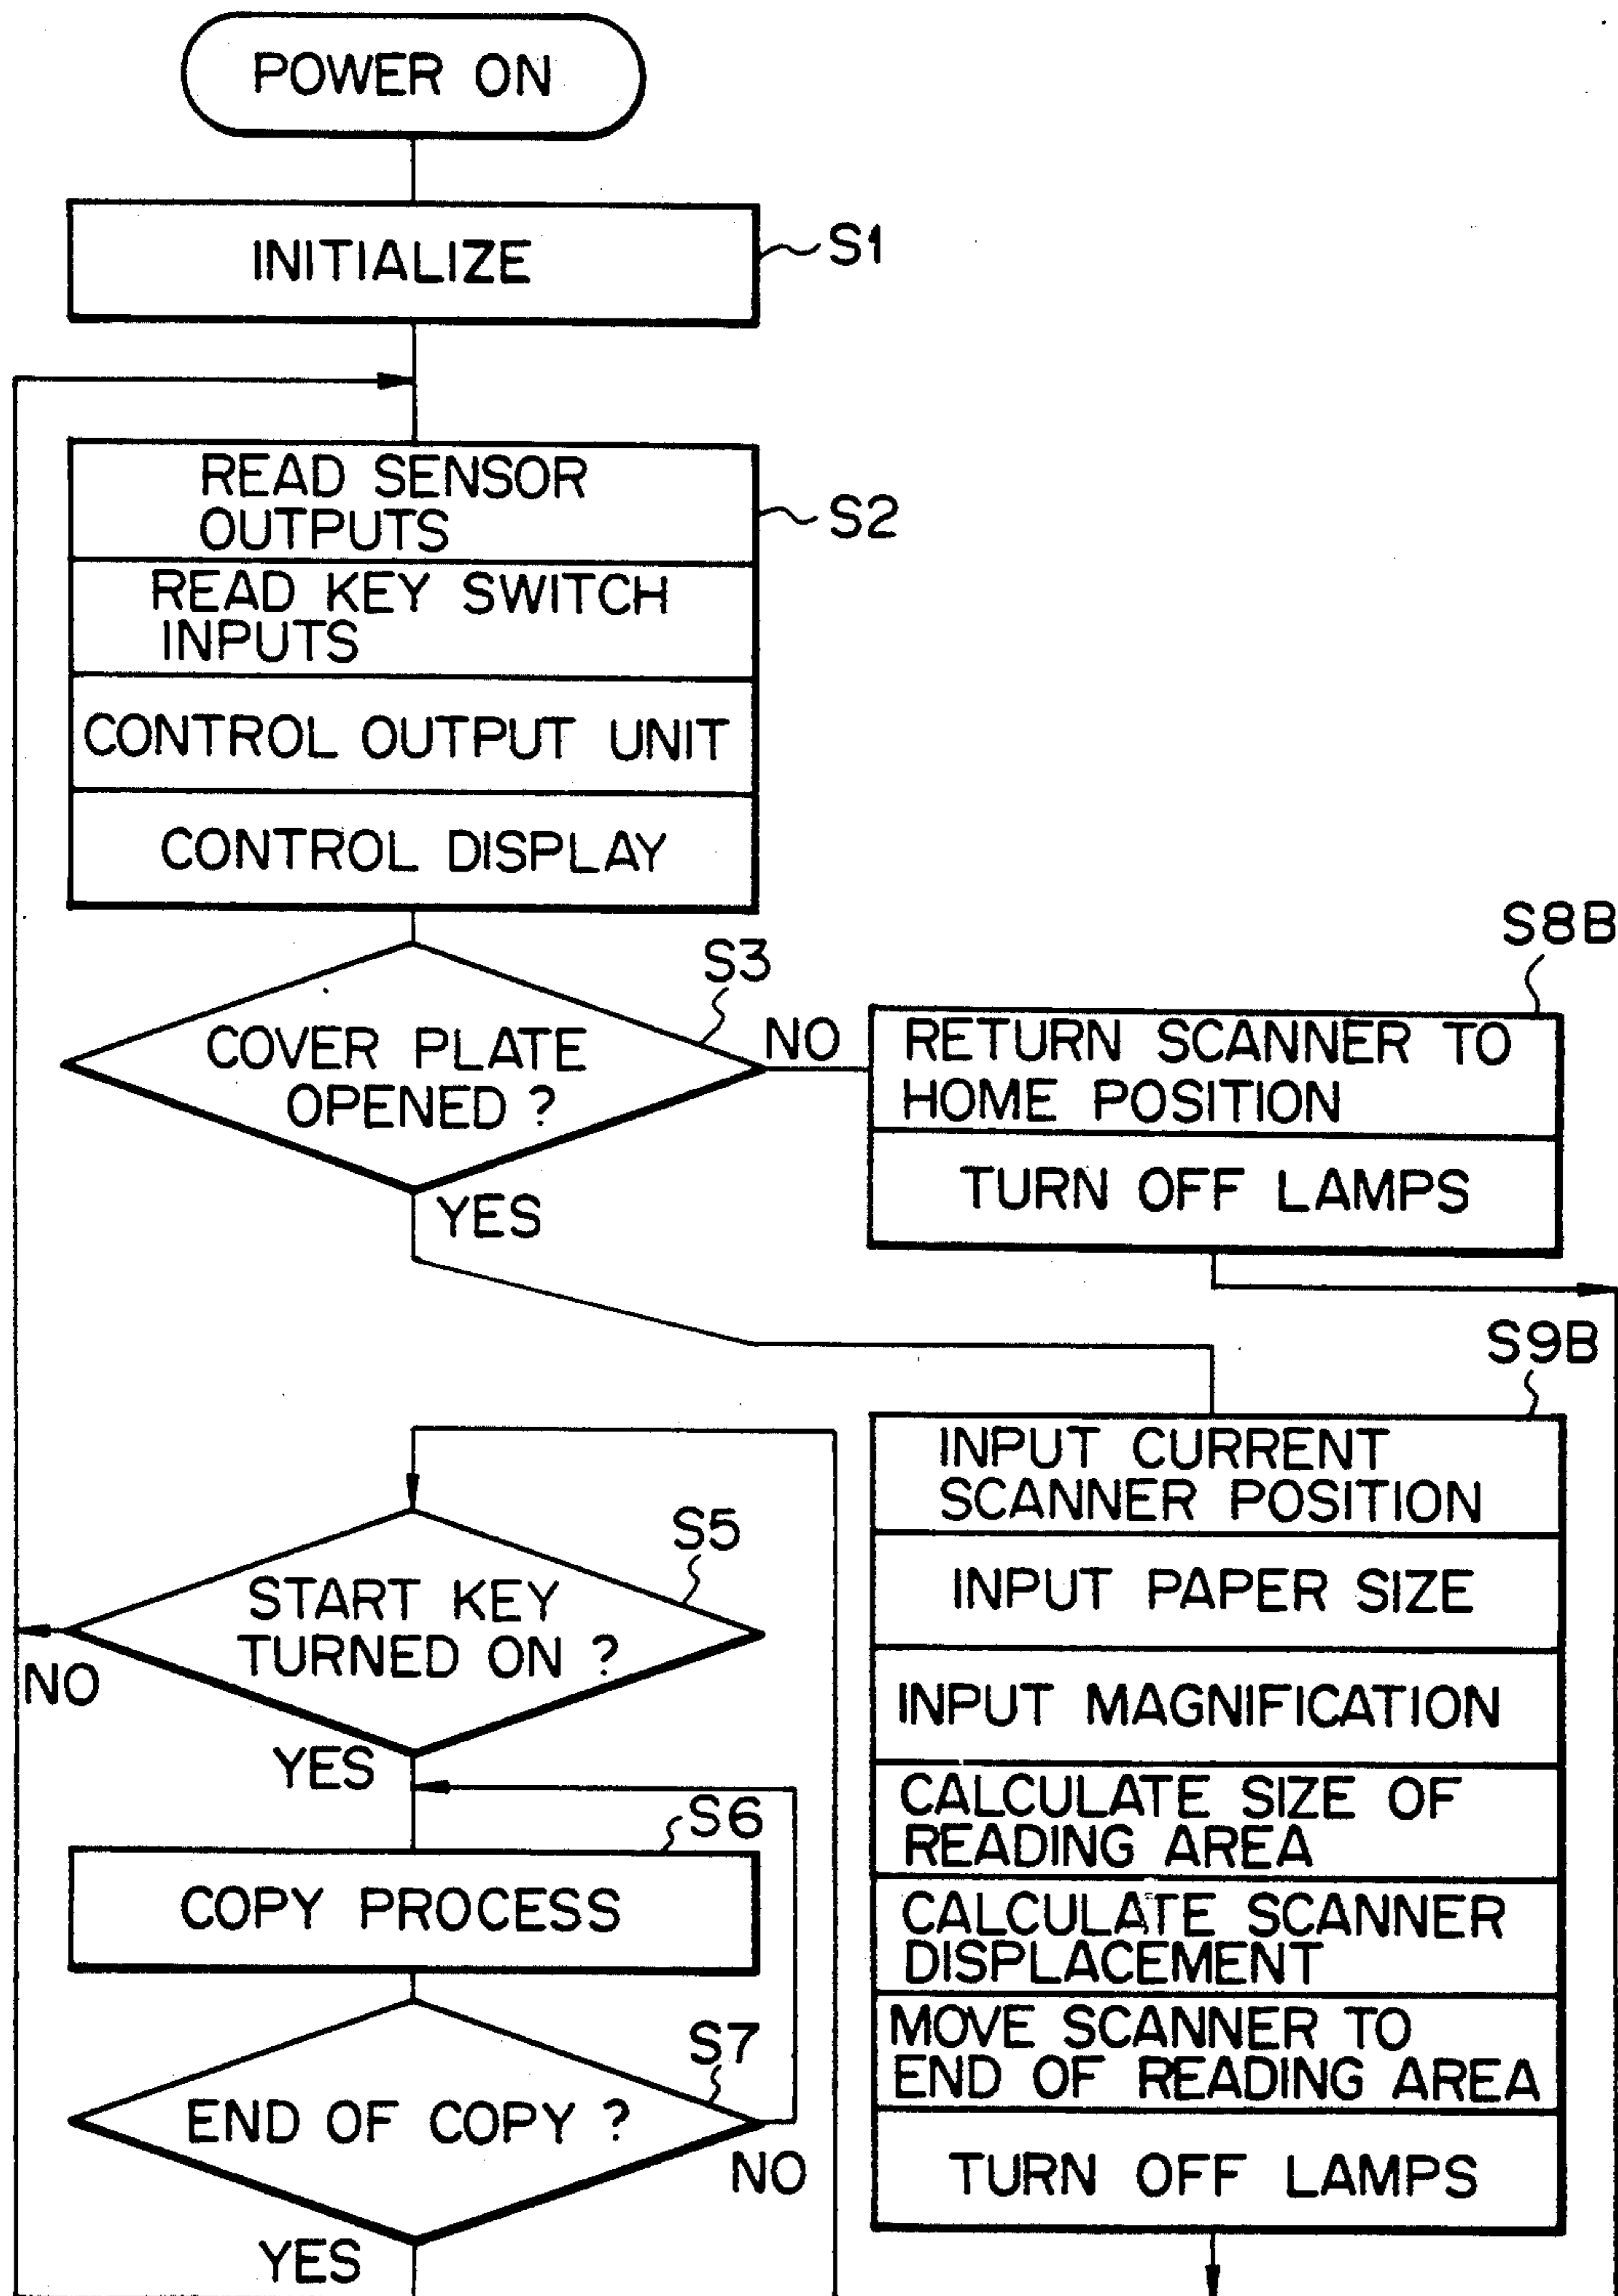 POWER ON
INITIALIZE
S1
READ SENSOR
OUTPUTS
S2
READ KEY SWITCH
INPUTS
CONTROL OUTPUT UNIT
CONTROL DISPLAY
S3
COVER PLATE
OPENED ?
NO
YES
S8B
RETURN SCANNER TO
HOME POSITION
TURN OFF LAMPS
S9B
INPUT CURRENT
SCANNER POSITION
INPUT PAPER SIZE
INPUT MAGNIFICATION
CALCULATE SIZE OF
READING AREA
CALCULATE SCANNER
DISPLACEMENT
MOVE SCANNER TO
END OF READING AREA
TURN OFF LAMPS
S5
START KEY
TURNED ON ?
NO
YES
S6
COPY PROCESS
S7
END OF COPY ?
NO
YES